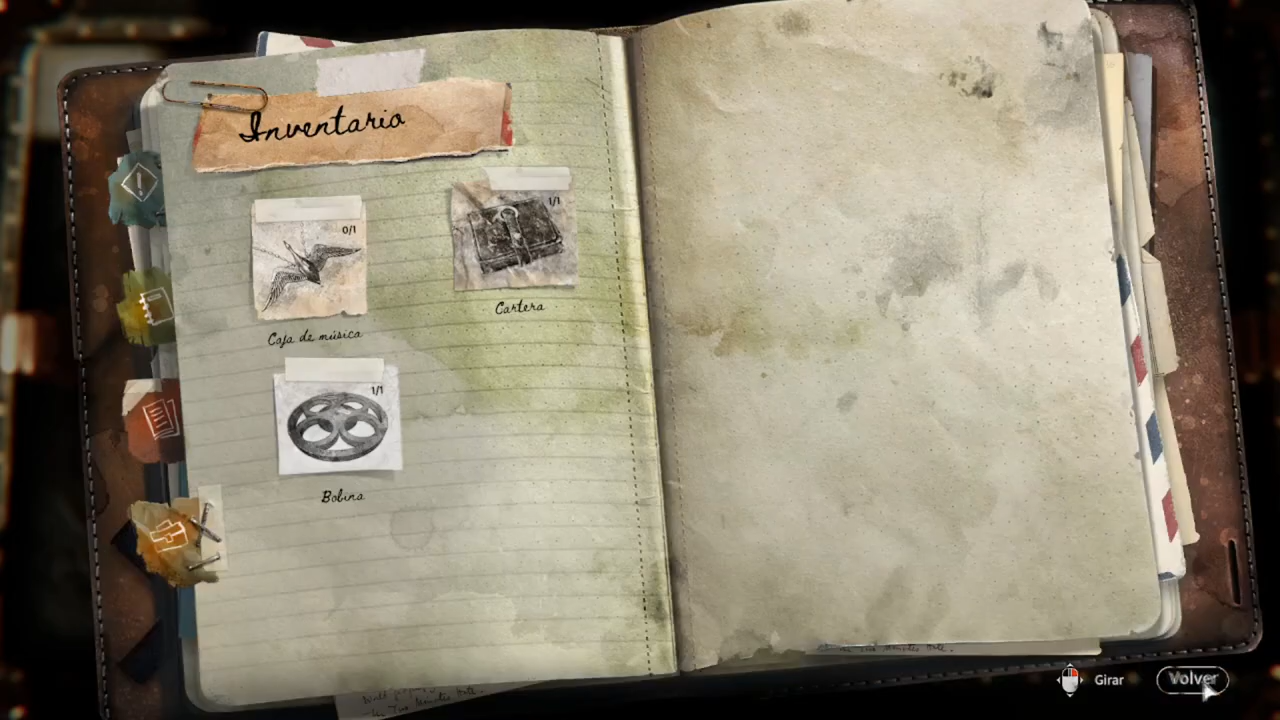 Inventario
0/1
1/1
Caja de música
Cartera
1/1
Bobina
Girar
Volver